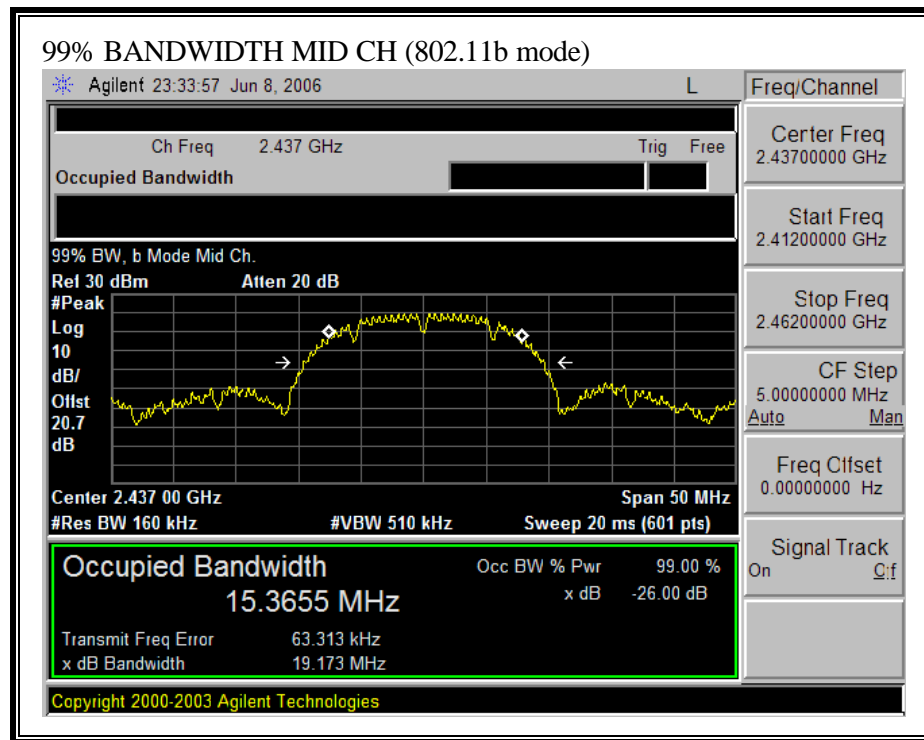 99% BANDWIDTH MID CH (802.11b mode)
Agilent 23:33:57 Jun 8, 2006 L
Freq/Channel
Ch Freq 2.437 GHz Trig Free
Occupied Bandwidth
Center Freq
2.43700000 GHz
Start Freq
2.41200000 GHz
99% BW, b Mode Mid Ch.
Ref 30 dBm Atten 20 dB
#Peak
Log
10
dB/
Offst
20.7
dB
Stop Freq
2.46200000 GHz
CF Step
5.00000000 MHz
Auto Man
Freq Offset
0.00000000 Hz
Center 2.437 00 GHz Span 50 MHz
#Res BW 160 kHz #VBW 510 kHz Sweep 20 ms (601 pts)
Signal Track
On Off
Occupied Bandwidth
15.3655 MHz
Occ BW % Pwr 99.00 %
x dB -26.00 dB
Transmit Freq Error 63.313 kHz
x dB Bandwidth 19.173 MHz
Copyright 2000-2003 Agilent Technologies